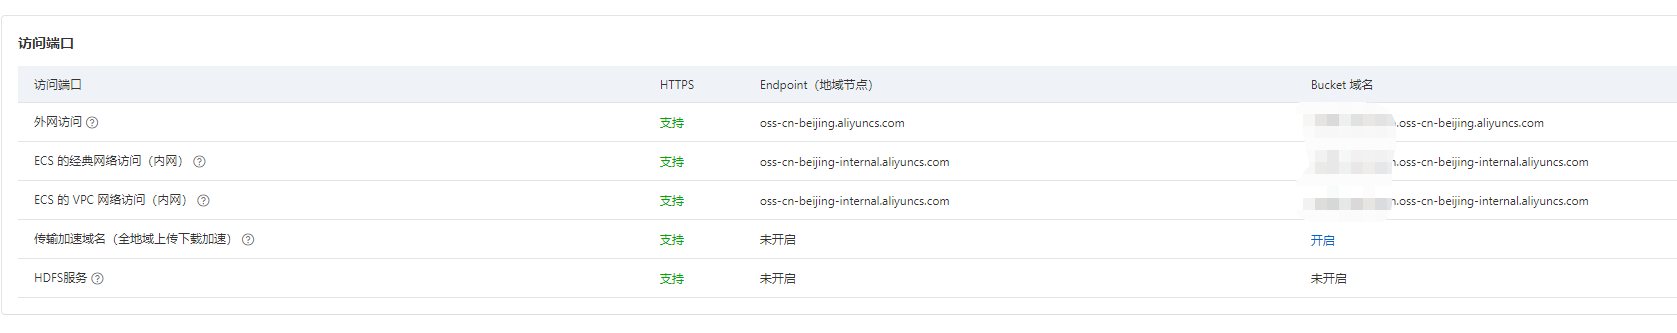 访问端口
访问端口 HTTPS Endpoint（地域节点） Bucket 域名
外网访问 支持 oss-cn-beijing.aliyuncs.com .oss-cn-beijing.aliyuncs.com
ECS 的经典网络访问（内网） 支持 oss-cn-beijing-internal.aliyuncs.com .oss-cn-beijing-internal.aliyuncs.com
ECS 的 VPC 网络访问（内网） 支持 oss-cn-beijing-internal.aliyuncs.com .oss-cn-beijing-internal.aliyuncs.com
传输加速域名（全地域上传下载加速） 支持 未开启 开启
HDFS服务 支持 未开启 未开启